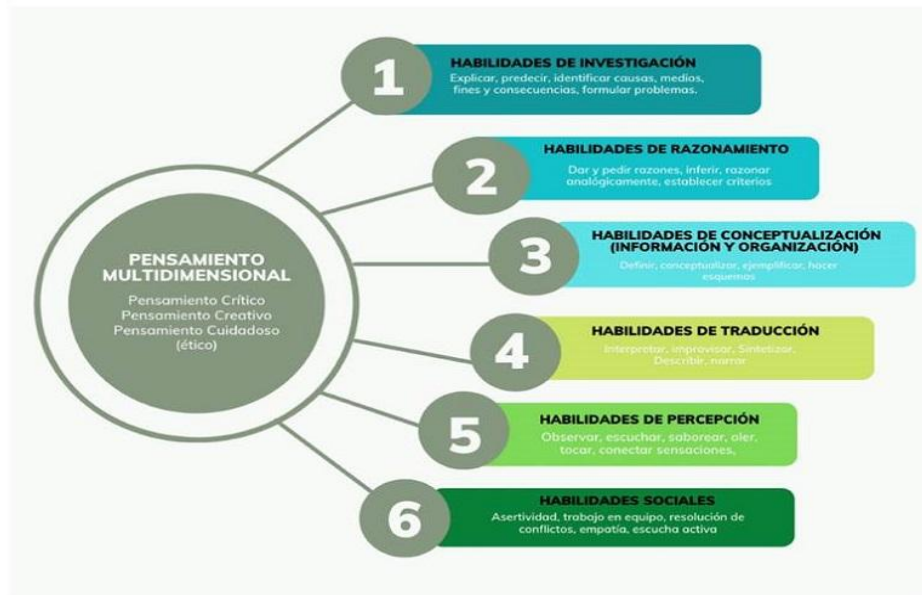 PENSAMIENTO
MULTIDIMENSIONAL
Pensamiento Crítico
Pensamiento Creativo
Pensamiento Cuidadoso
(ético)
1
HABILIDADES DE INVESTIGACIÓN
Explicar, predecir, identificar causas, medios,
fines y consecuencias, formular problemas.
2
HABILIDADES DE RAZONAMIENTO
Dar y pedir razones, inferir, razonar
analógicamente, establecer criterios
3
HABILIDADES DE CONCEPTUALIZACIÓN
(INFORMACIÓN Y ORGANIZACIÓN)
Definir, conceptualizar, ejemplificar, hacer
esquemas
4
HABILIDADES DE TRADUCCIÓN
Interpretar, improvisar, Sintetizar,
Describir, narrar
5
HABILIDADES DE PERCEPCIÓN
Observar, escuchar, saborear, oler,
tocar, conectar sensaciones,
6
HABILIDADES SOCIALES
Asertividad, trabajo en equipo, resolución de
conflictos, empatía, escucha activa